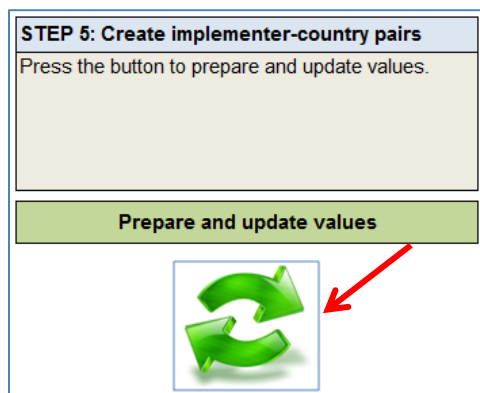 STEP 5: Create implementer-country pairs
Press the button to prepare and update values.
Prepare and update values